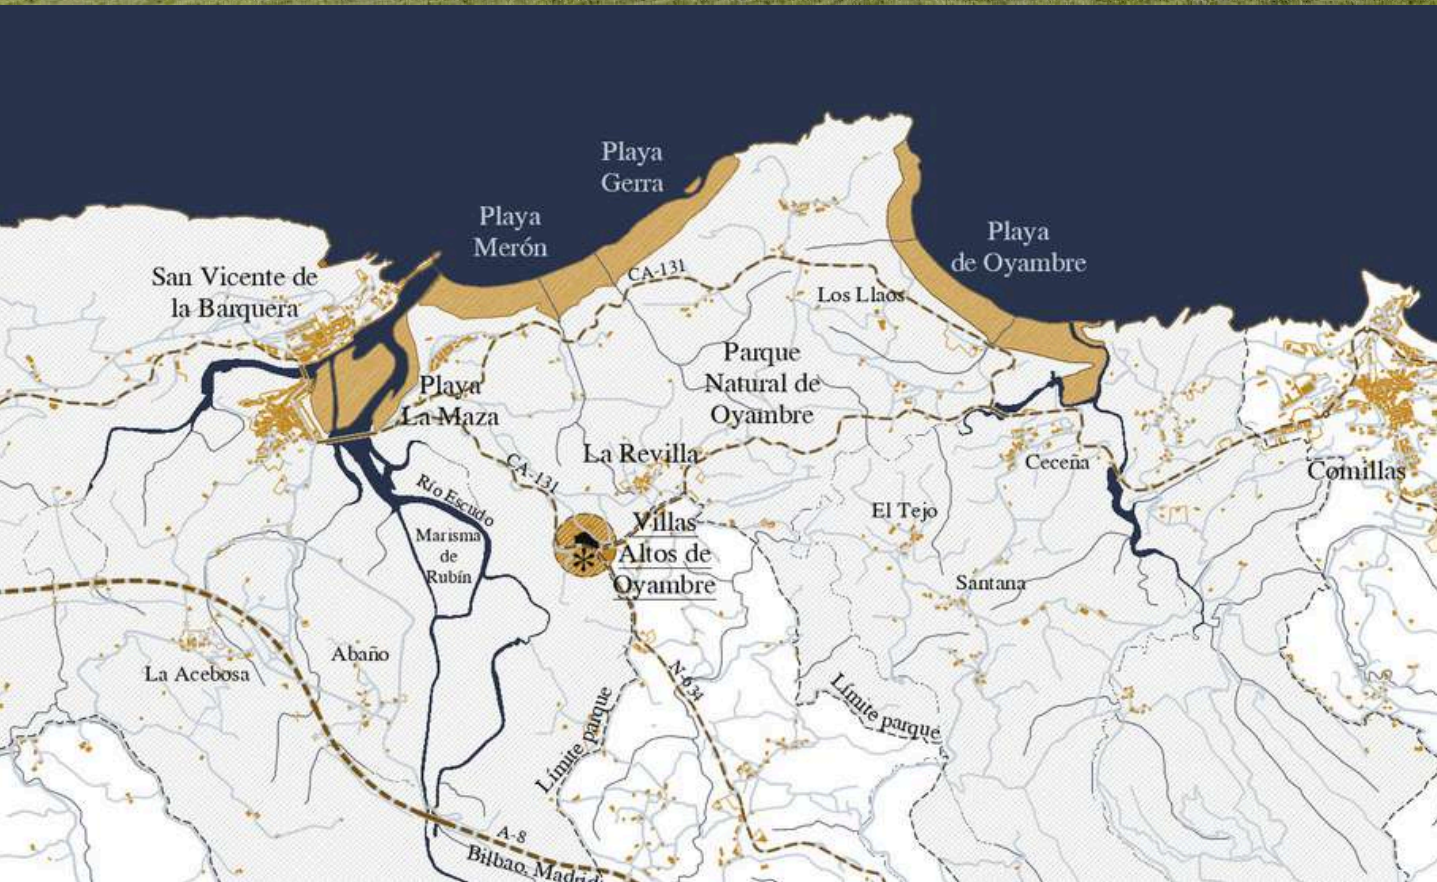 Playa
Gerra
Playa
Merón
Playa
de Oyambre
San Vicente de
la Barquera
CA-131
Los Llaos
Parque
Natural de
Oyambre
Playa
La Maza
La Revilla
CA-131
Ceceña
Comillas
Río Escudo
El Tejo
Villas
Altos de
Oyambre
Marisma
de
Rubín
Santana
Abaño
La Acebosa
N-634
Límite parque
Límite parque
A-8
Bilbao, Madrid